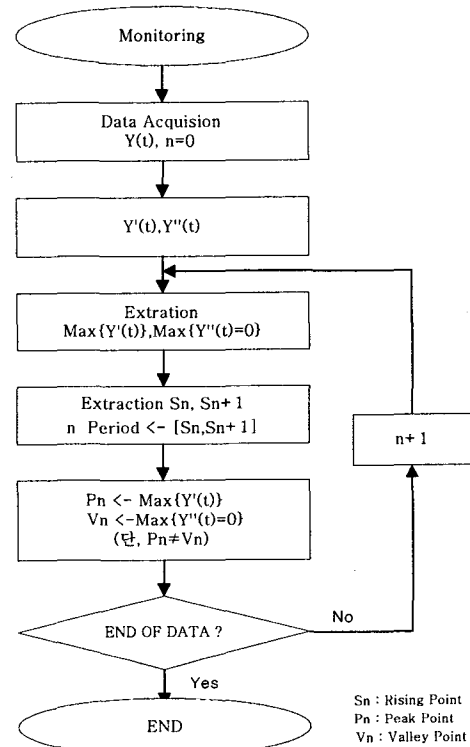 Monitoring
Data Acquision
Y(t), n=0
Y'(t),Y''(t)
Extration
Max{Y'(t)},Max{Y''(t)=0}
Extraction Sn, Sn+1
n Period <- [Sn,Sn+1]
n+1
Pn <- Max{Y'(t)}
Vn <-Max{Y''(t)=0}
(단, Pn≠Vn)
END OF DATA ?
No
Yes
END
Sn : Rising Point
Pn : Peak Point
Vn : Valley Point